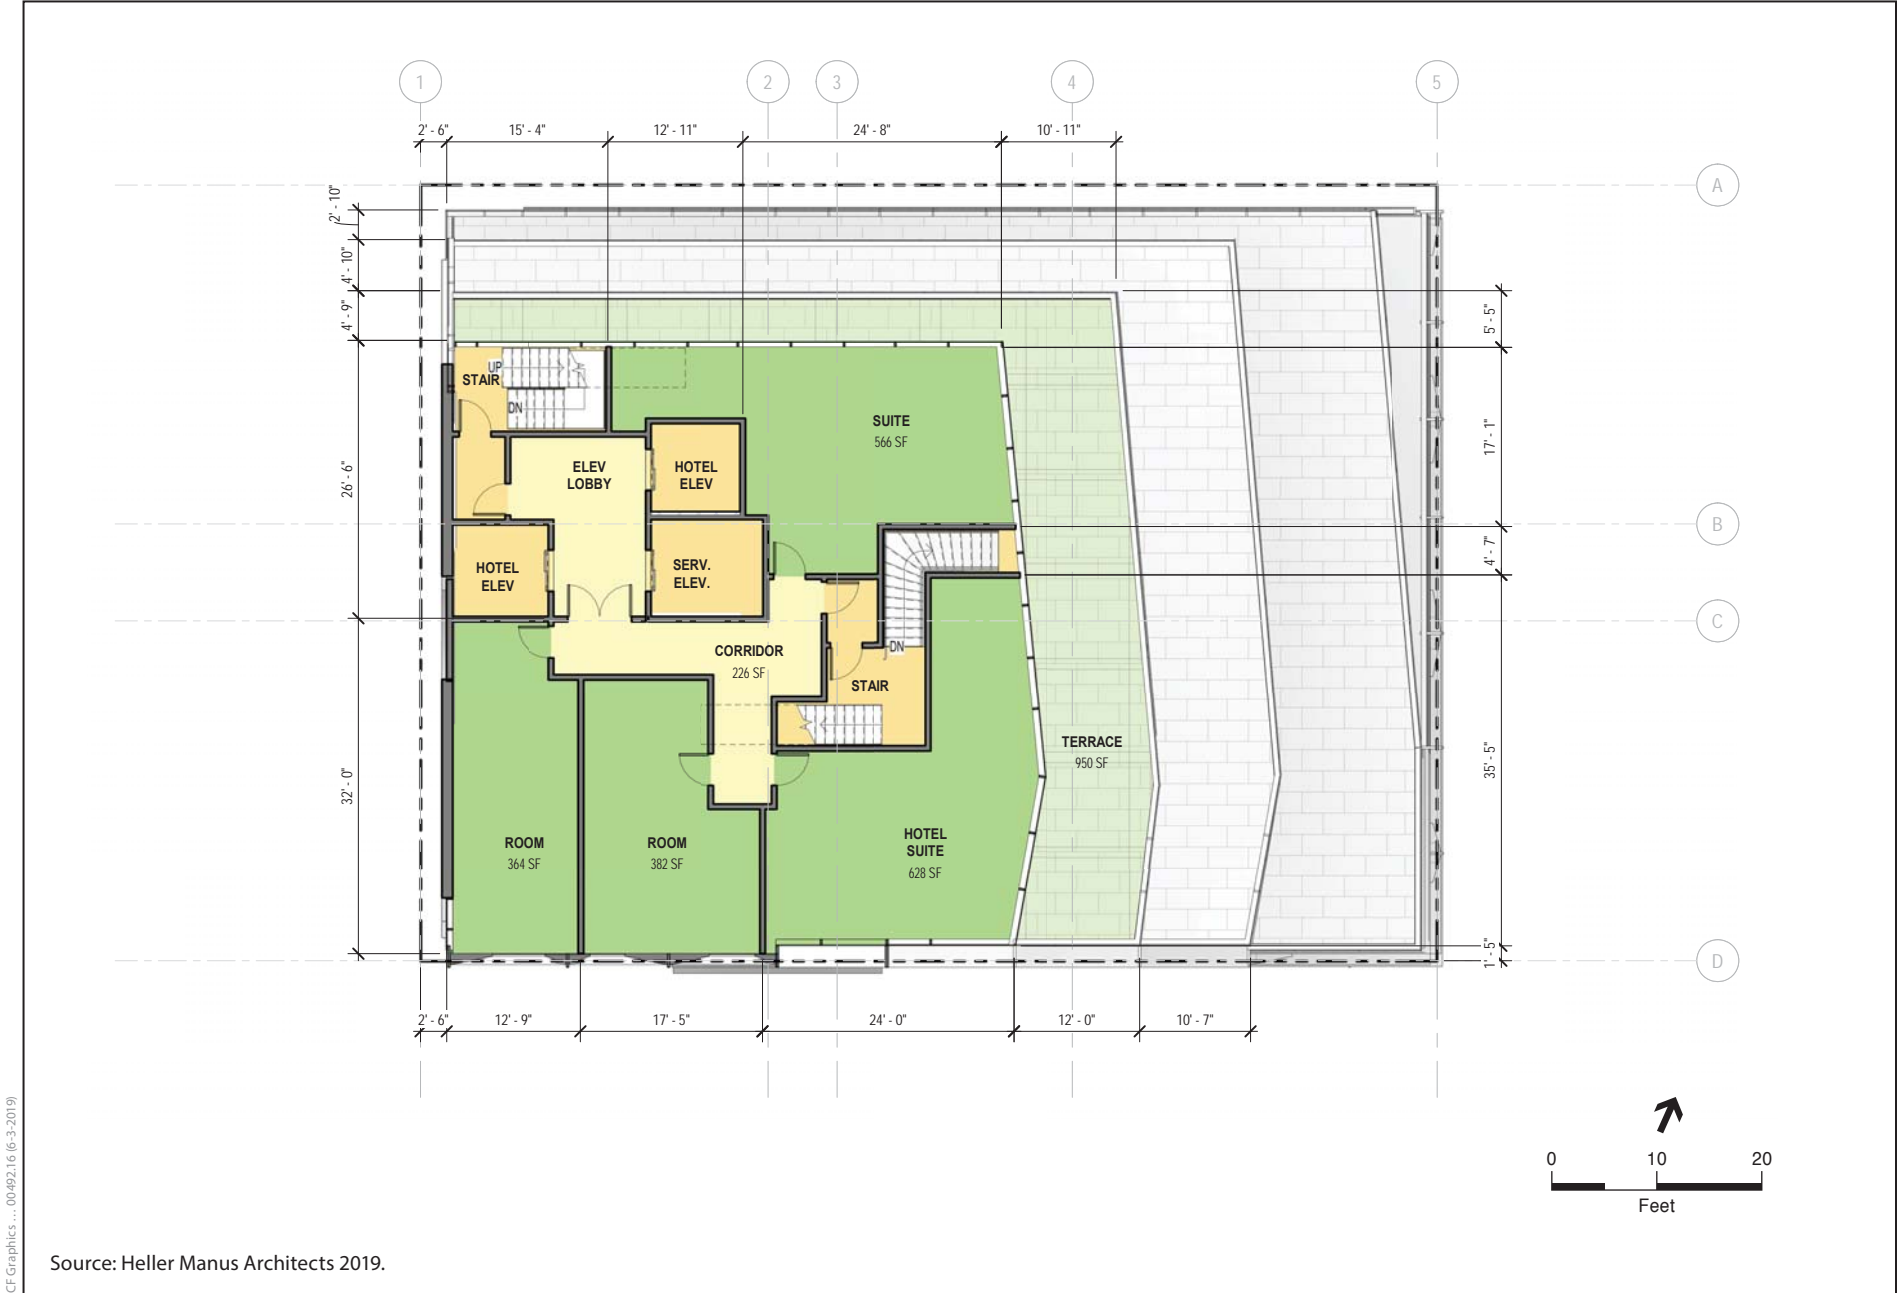 1
2
3
4
5
2' - 6"
15' - 4"
12' - 11"
24' - 8"
10' - 11"
A
2' - 10"
4' - 10"
4' - 9"
5' - 5"
UP
STAIR
DN
SUITE
566 SF
17' - 1"
ELEV
LOBBY
HOTEL
ELEV
26' - 6"
B
HOTEL
ELEV
SERV.
ELEV.
4' - 7"
C
DN
CORRIDOR
226 SF
STAIR
TERRACE
950 SF
35' - 5"
32' - 0"
ROOM
364 SF
ROOM
382 SF
HOTEL
SUITE
628 SF
1' - 5"
D
2' - 6"
12' - 9"
17' - 5"
24' - 0"
12' - 0"
10' - 7"
0 10 20
Feet
Source: Heller Manus Architects 2019.
CF Graphics … 00492.16 (6-3-2019)